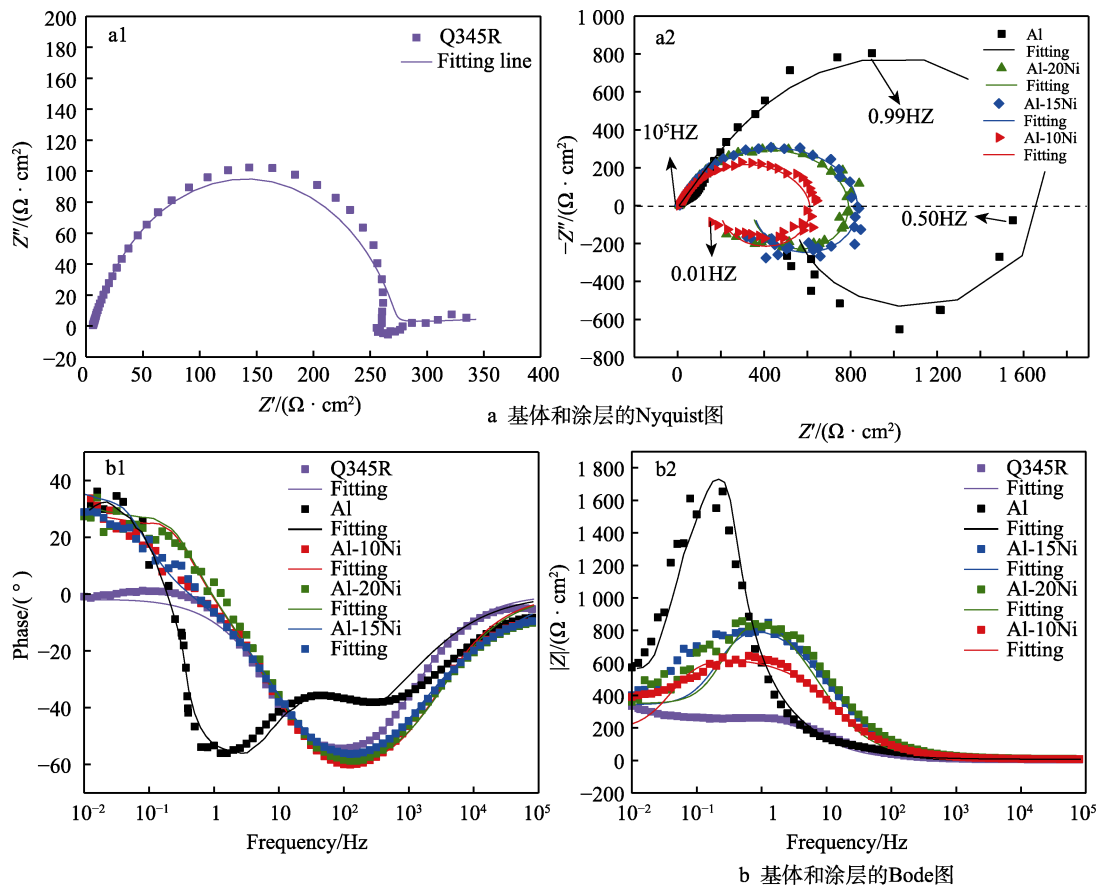 a1
Q345R
Fitting line
200
180
160
140
120
100
80
60
40
20
0
−20
Z″/(Ω · cm²)
0
50
100
150
200
250
300
350
400
Z′/(Ω · cm²)
a2
Al
Fitting
Al-20Ni
Fitting
Al-15Ni
Fitting
Al-10Ni
Fitting
1 000
800
600
400
200
0
−200
−400
−600
−800
−Z″/(Ω · cm²)
10⁵HZ
0.99HZ
0.50HZ
0.01HZ
0
400
800
1 200
1 600
Z′/(Ω · cm²)
a 基体和涂层的Nyquist图
b1
Q345R
Fitting
Al
Fitting
Al-10Ni
Fitting
Al-20Ni
Fitting
Al-15Ni
Fitting
40
20
0
−20
−40
−60
Phase/(°)
10⁻²
10⁻¹
1
10
10²
10³
10⁴
10⁵
Frequency/Hz
b2
Q345R
Fitting
Al
Fitting
Al-15Ni
Fitting
Al-20Ni
Fitting
Al-10Ni
Fitting
1 800
1 600
1 400
1 200
1 000
800
600
400
200
0
−200
|Z|/(Ω · cm²)
10⁻²
10⁻¹
1
10
10²
10³
10⁴
10⁵
Frequency/Hz
b 基体和涂层的Bode图